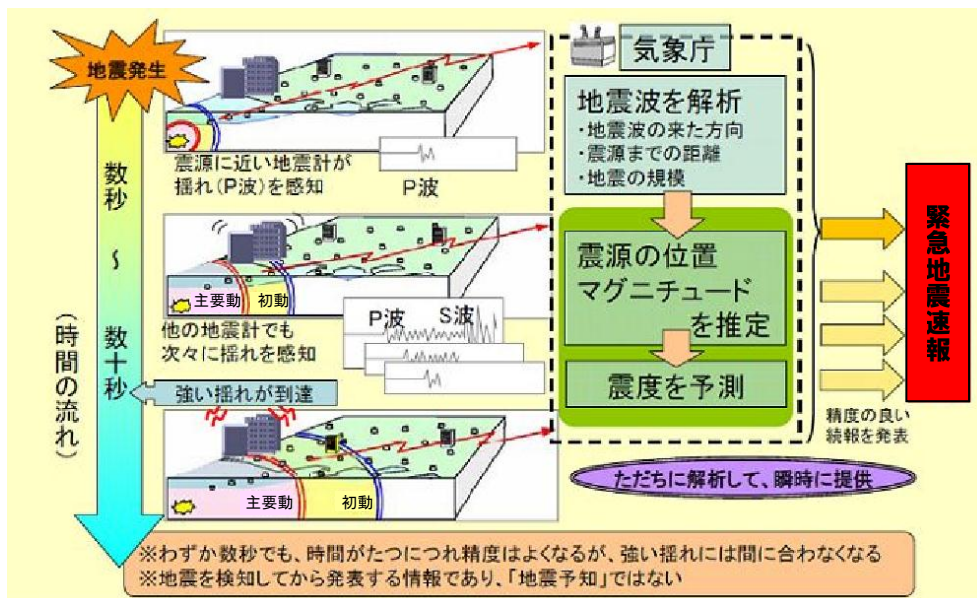 地震発生
数秒
～
数十秒
(時間の流れ)
震源に近い地震計が
揺れ(P波)を感知
P波
主要動
初動
他の地震計でも
次々に揺れを感知
P波
S波
強い揺れが到達
主要動
初動
気象庁
地震波を解析
・地震波の来た方向
・震源までの距離
・地震の規模
震源の位置
マグニチュード
を推定
震度を予測
緊急地震速報
精度の良い
続報を発表
ただちに解析して、瞬時に提供
※わずか数秒でも、時間がたつにつれ精度はよくなるが、強い揺れには間に合わなくなる
※地震を検知してから発表する情報であり、「地震予知」ではない